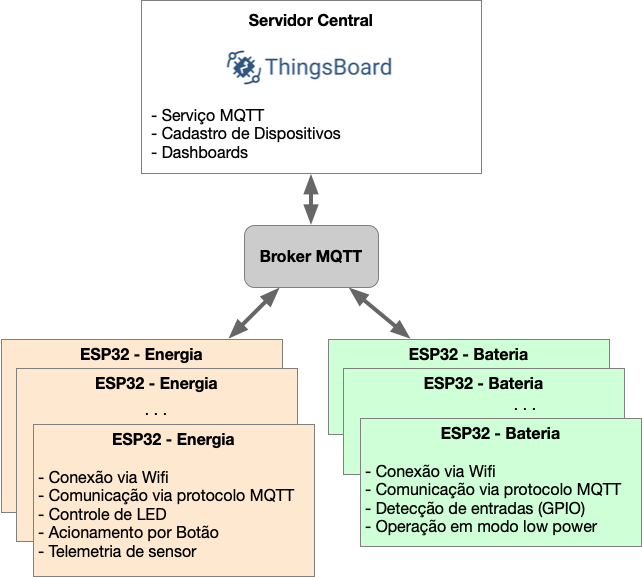 Servidor Central
ThingsBoard
- Serviço MQTT
- Cadastro de Dispositivos
- Dashboards
Broker MQTT
ESP32 - Energia
ESP32 - Energia
. . .
ESP32 - Energia
- Conexão via Wifi
- Comunicação via protocolo MQTT
- Controle de LED
- Acionamento por Botão
- Telemetria de sensor
ESP32 - Bateria
ESP32 - Bateria
. . .
ESP32 - Bateria
- Conexão via Wifi
- Comunicação via protocolo MQTT
- Detecção de entradas (GPIO)
- Operação em modo low power